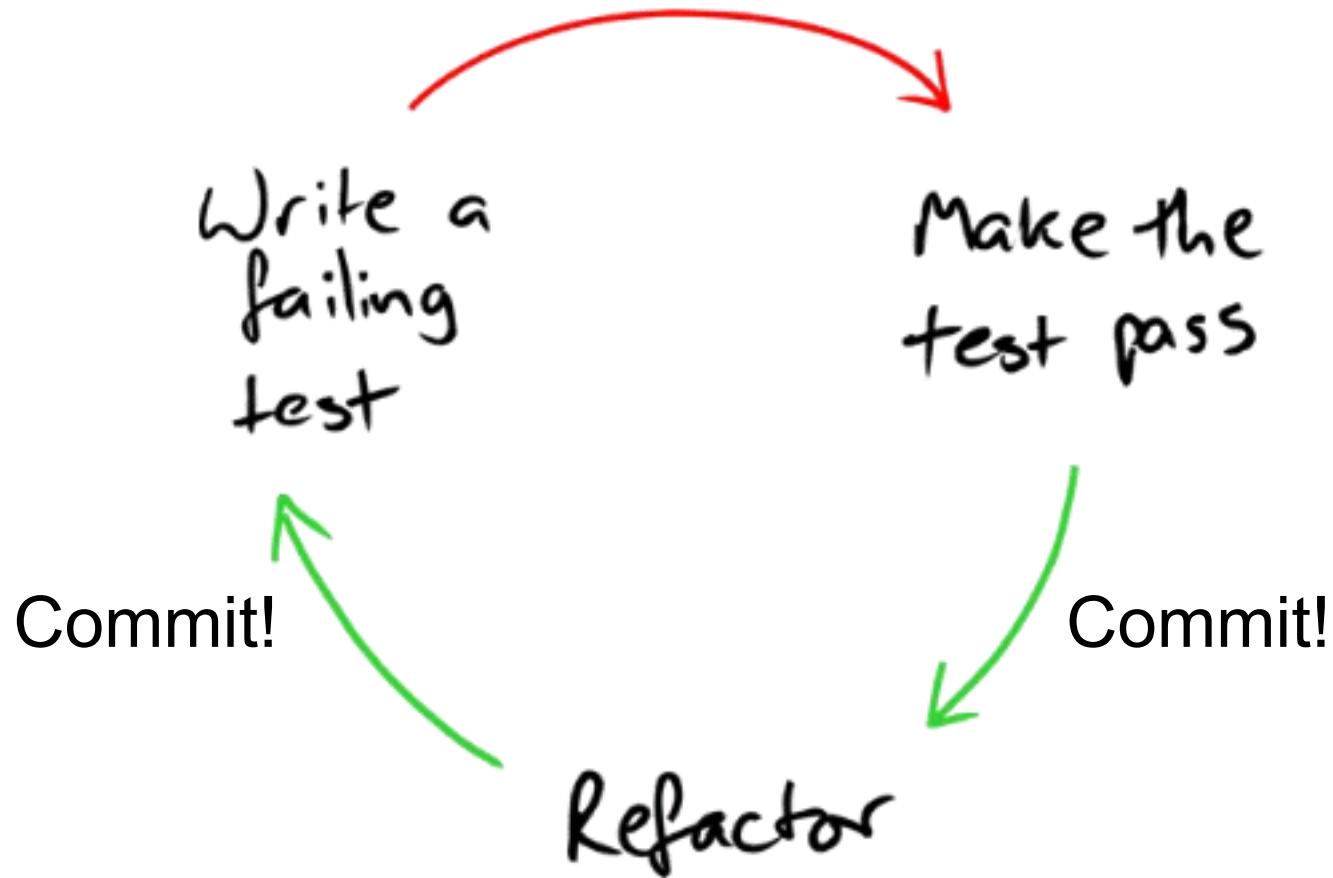 Write a
failing
test
Make the
test pass
Commit!
Commit!
Refactor